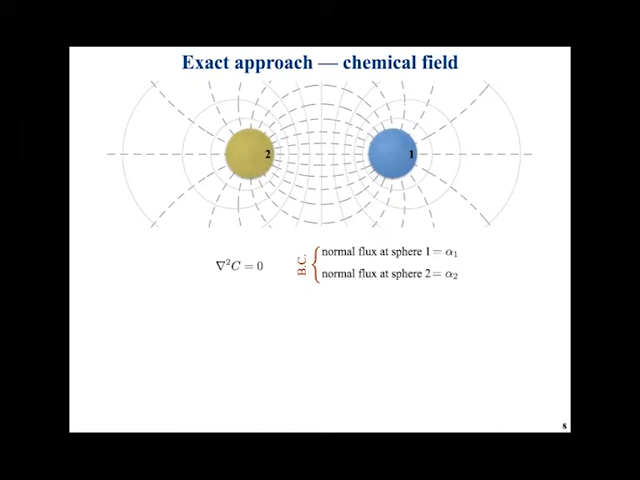 Exact approach — chemical field
2 1
∇²C = 0
B.C.
normal flux at sphere 1 = α₁
normal flux at sphere 2 = α₂
8